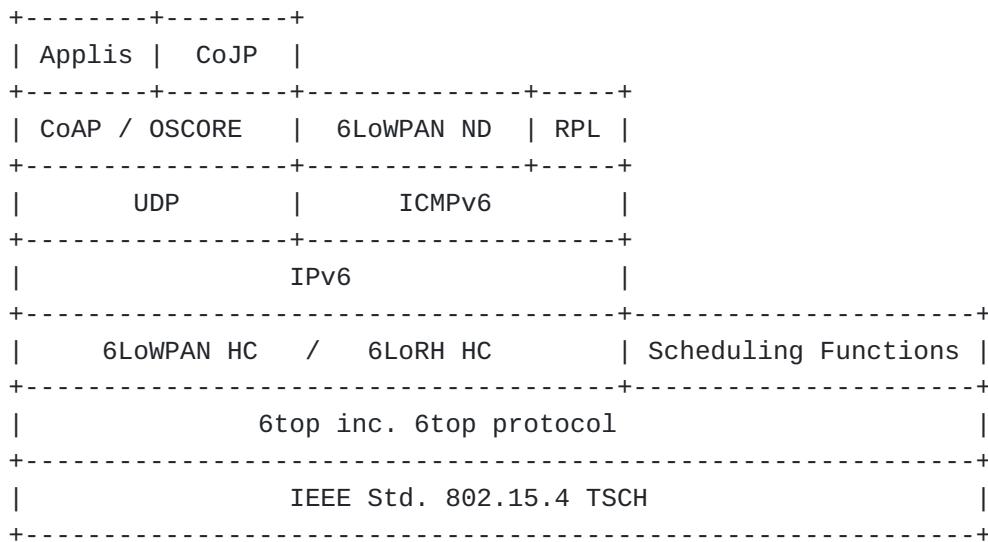 +--------+--------+
| Applis |  CoJP  |
+--------+--------+--------------+-----+
| CoAP / OSCORE   |  6LoWPAN ND  | RPL |
+-----------------+--------------+-----+
|       UDP       |      ICMPv6        |
+-----------------+--------------------+
|                 IPv6                 |
+--------------------------------------+----------------------+
|     6LoWPAN HC   /   6LoRH HC        | Scheduling Functions |
+--------------------------------------+----------------------+
|               6top inc. 6top protocol                       |
+-------------------------------------------------------------+
|                 IEEE Std. 802.15.4 TSCH                     |
+-------------------------------------------------------------+